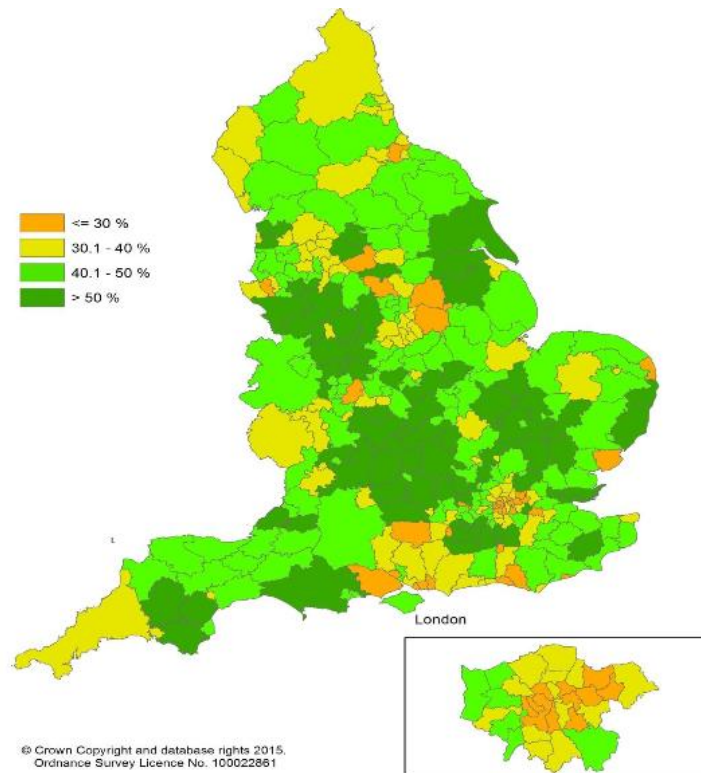 <= 30 %
30.1 - 40 %
40.1 - 50 %
> 50 %
London
© Crown Copyright and database rights 2015.
Ordnance Survey Licence No. 100022861